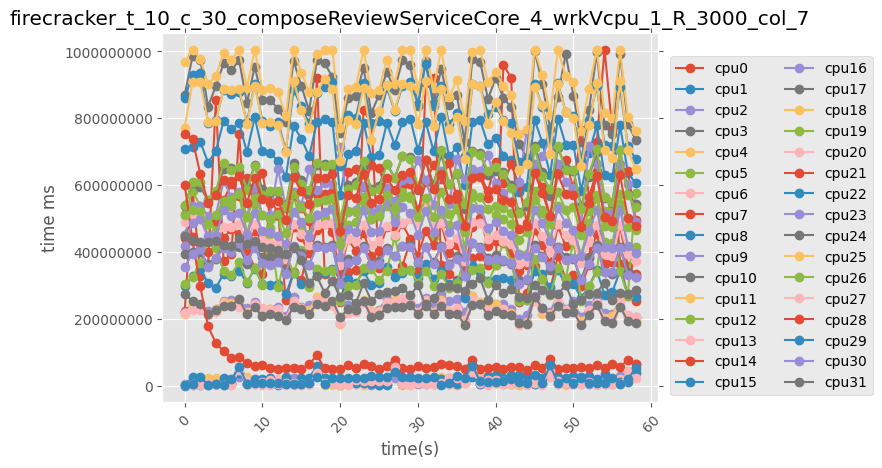 firecracker_t_10_c_30_composeReviewServiceCore_4_wrkVcpu_1_R_3000_col_7
time ms
1000000000
800000000
600000000
400000000
200000000
0
0
10
20
30
40
50
60
time(s)
cpu0
cpu1
cpu2
cpu3
cpu4
cpu5
cpu6
cpu7
cpu8
cpu9
cpu10
cpu11
cpu12
cpu13
cpu14
cpu15
cpu16
cpu17
cpu18
cpu19
cpu20
cpu21
cpu22
cpu23
cpu24
cpu25
cpu26
cpu27
cpu28
cpu29
cpu30
cpu31